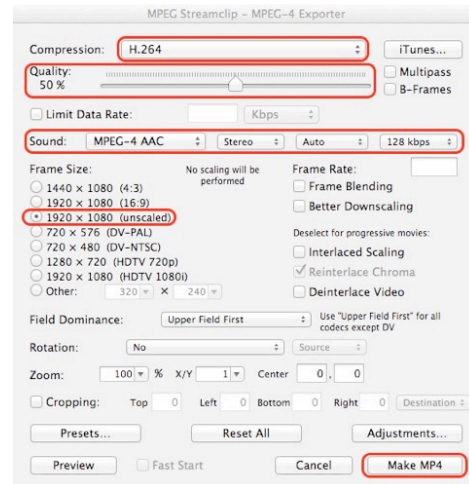 MPEG Streamclip - MPEG-4 Exporter
Compression: H.264 iTunes...
Quality: Multipass
50 % B-Frames
Limit Data Rate: Kbps
Sound: MPEG-4 AAC Stereo Auto 128 kbps
Frame Size: No scaling will be performed Frame Rate:
1440 × 1080 (4:3) Frame Blending
1920 × 1080 (16:9) Better Downscaling
1920 × 1080 (unscaled)
720 × 576 (DV-PAL) Deselect for progressive movies:
720 × 480 (DV-NTSC) Interlaced Scaling
1280 × 720 (HDTV 720p) Reinterlace Chroma
1920 × 1080 (HDTV 1080i) Deinterlace Video
Other: 320 × 240
Field Dominance: Upper Field First Use "Upper Field First" for all codecs except DV
Rotation: No Source
Zoom: 100 % X/Y 1 Center 0 , 0
Cropping: Top 0 Left 0 Bottom 0 Right 0 Destination
Presets... Reset All Adjustments...
Preview Fast Start Cancel Make MP4